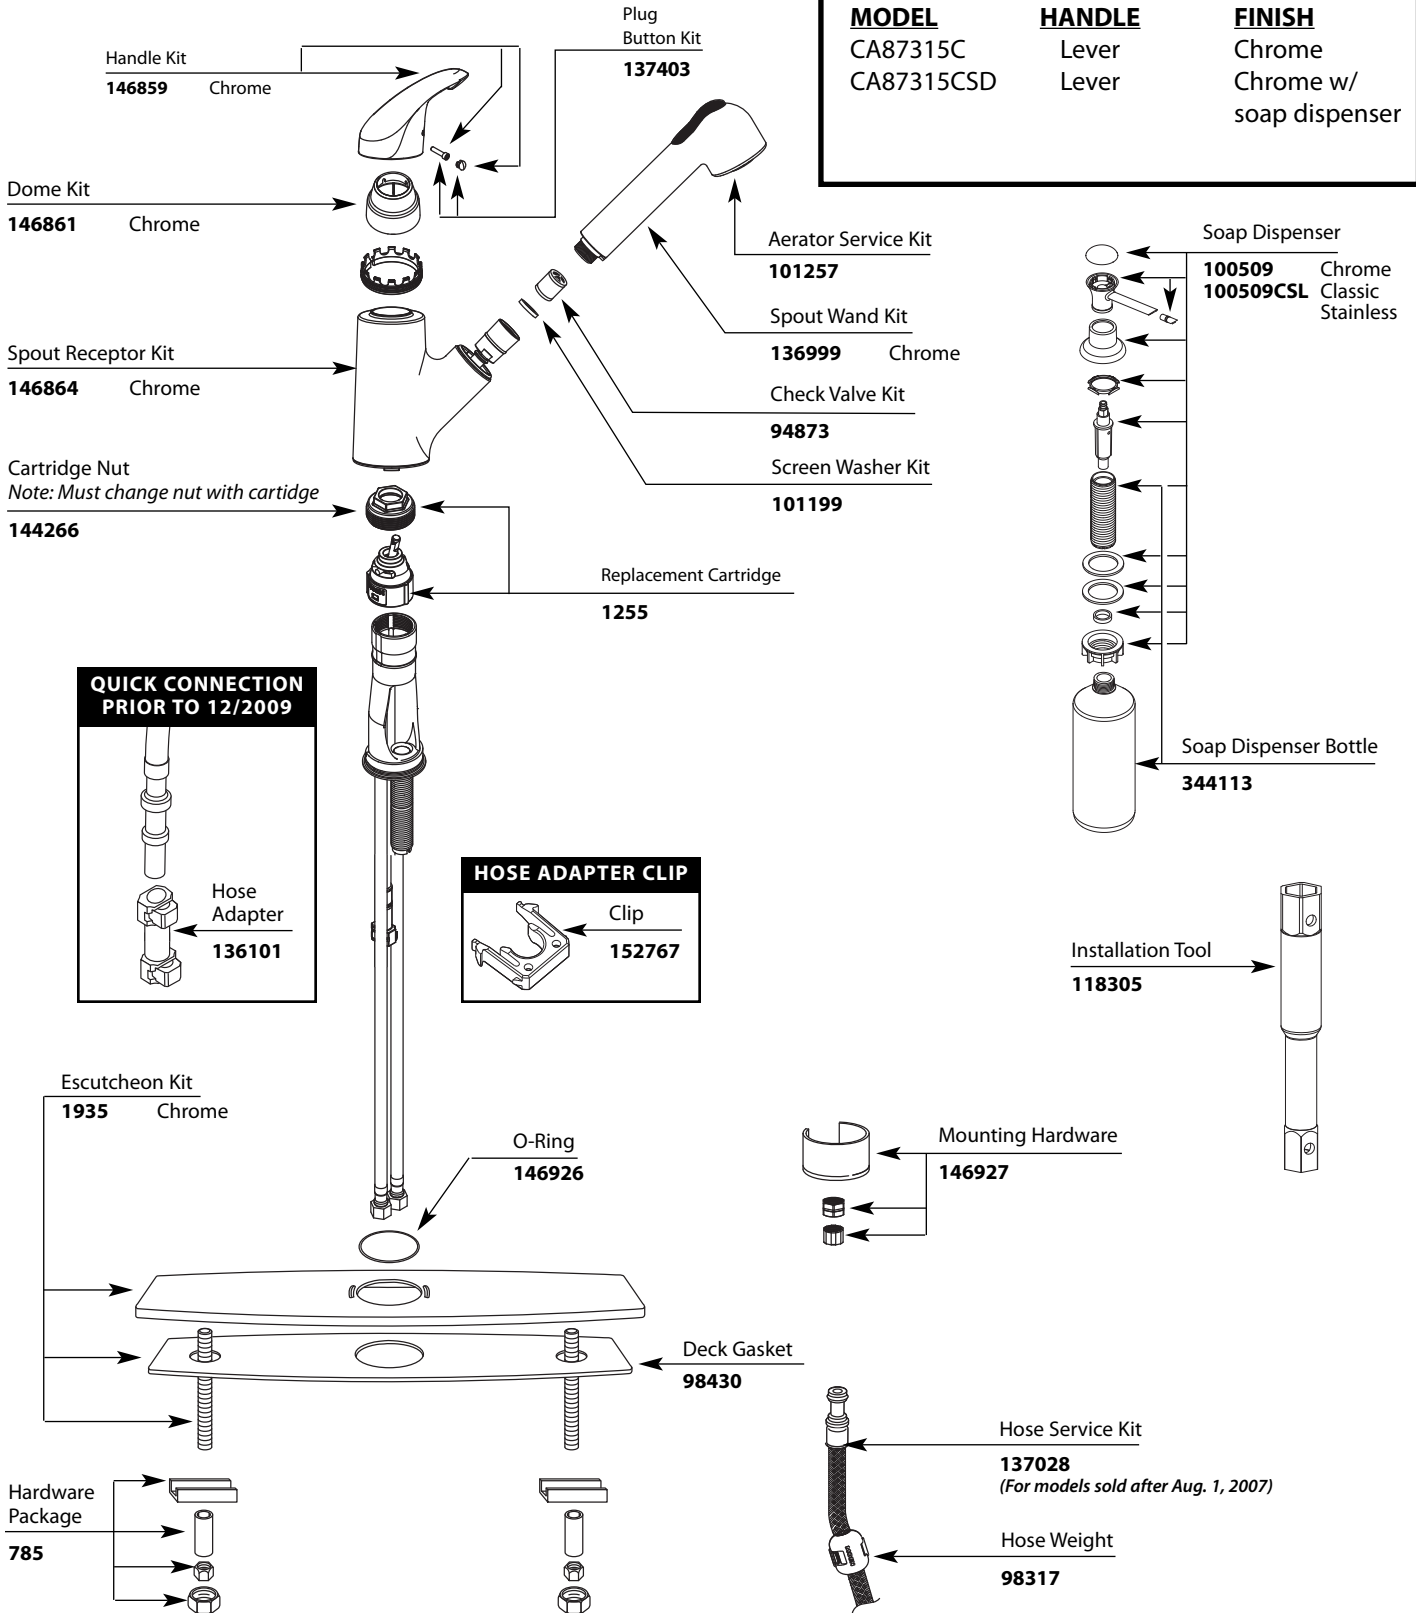 MODEL HANDLE FINISH
CA87315C Lever Chrome
CA87315CSD Lever Chrome w/
soap dispenser
Plug
Button Kit
137403
Handle Kit
146859 Chrome
Dome Kit
146861 Chrome
Aerator Service Kit
101257
Soap Dispenser
100509 Chrome
100509CSL Classic
Stainless
Spout Wand Kit
136999 Chrome
Spout Receptor Kit
146864 Chrome
Check Valve Kit
94873
Screen Washer Kit
101199
Cartridge Nut
Note: Must change nut with cartidge
144266
Replacement Cartridge
1255
QUICK CONNECTION
PRIOR TO 12/2009
Hose
Adapter
136101
HOSE ADAPTER CLIP
Clip
152767
Soap Dispenser Bottle
344113
Installation Tool
118305
Escutcheon Kit
1935 Chrome
O-Ring
146926
Mounting Hardware
146927
Deck Gasket
98430
Hose Service Kit
137028
(For models sold after Aug. 1, 2007)
Hardware
Package
785
Hose Weight
98317